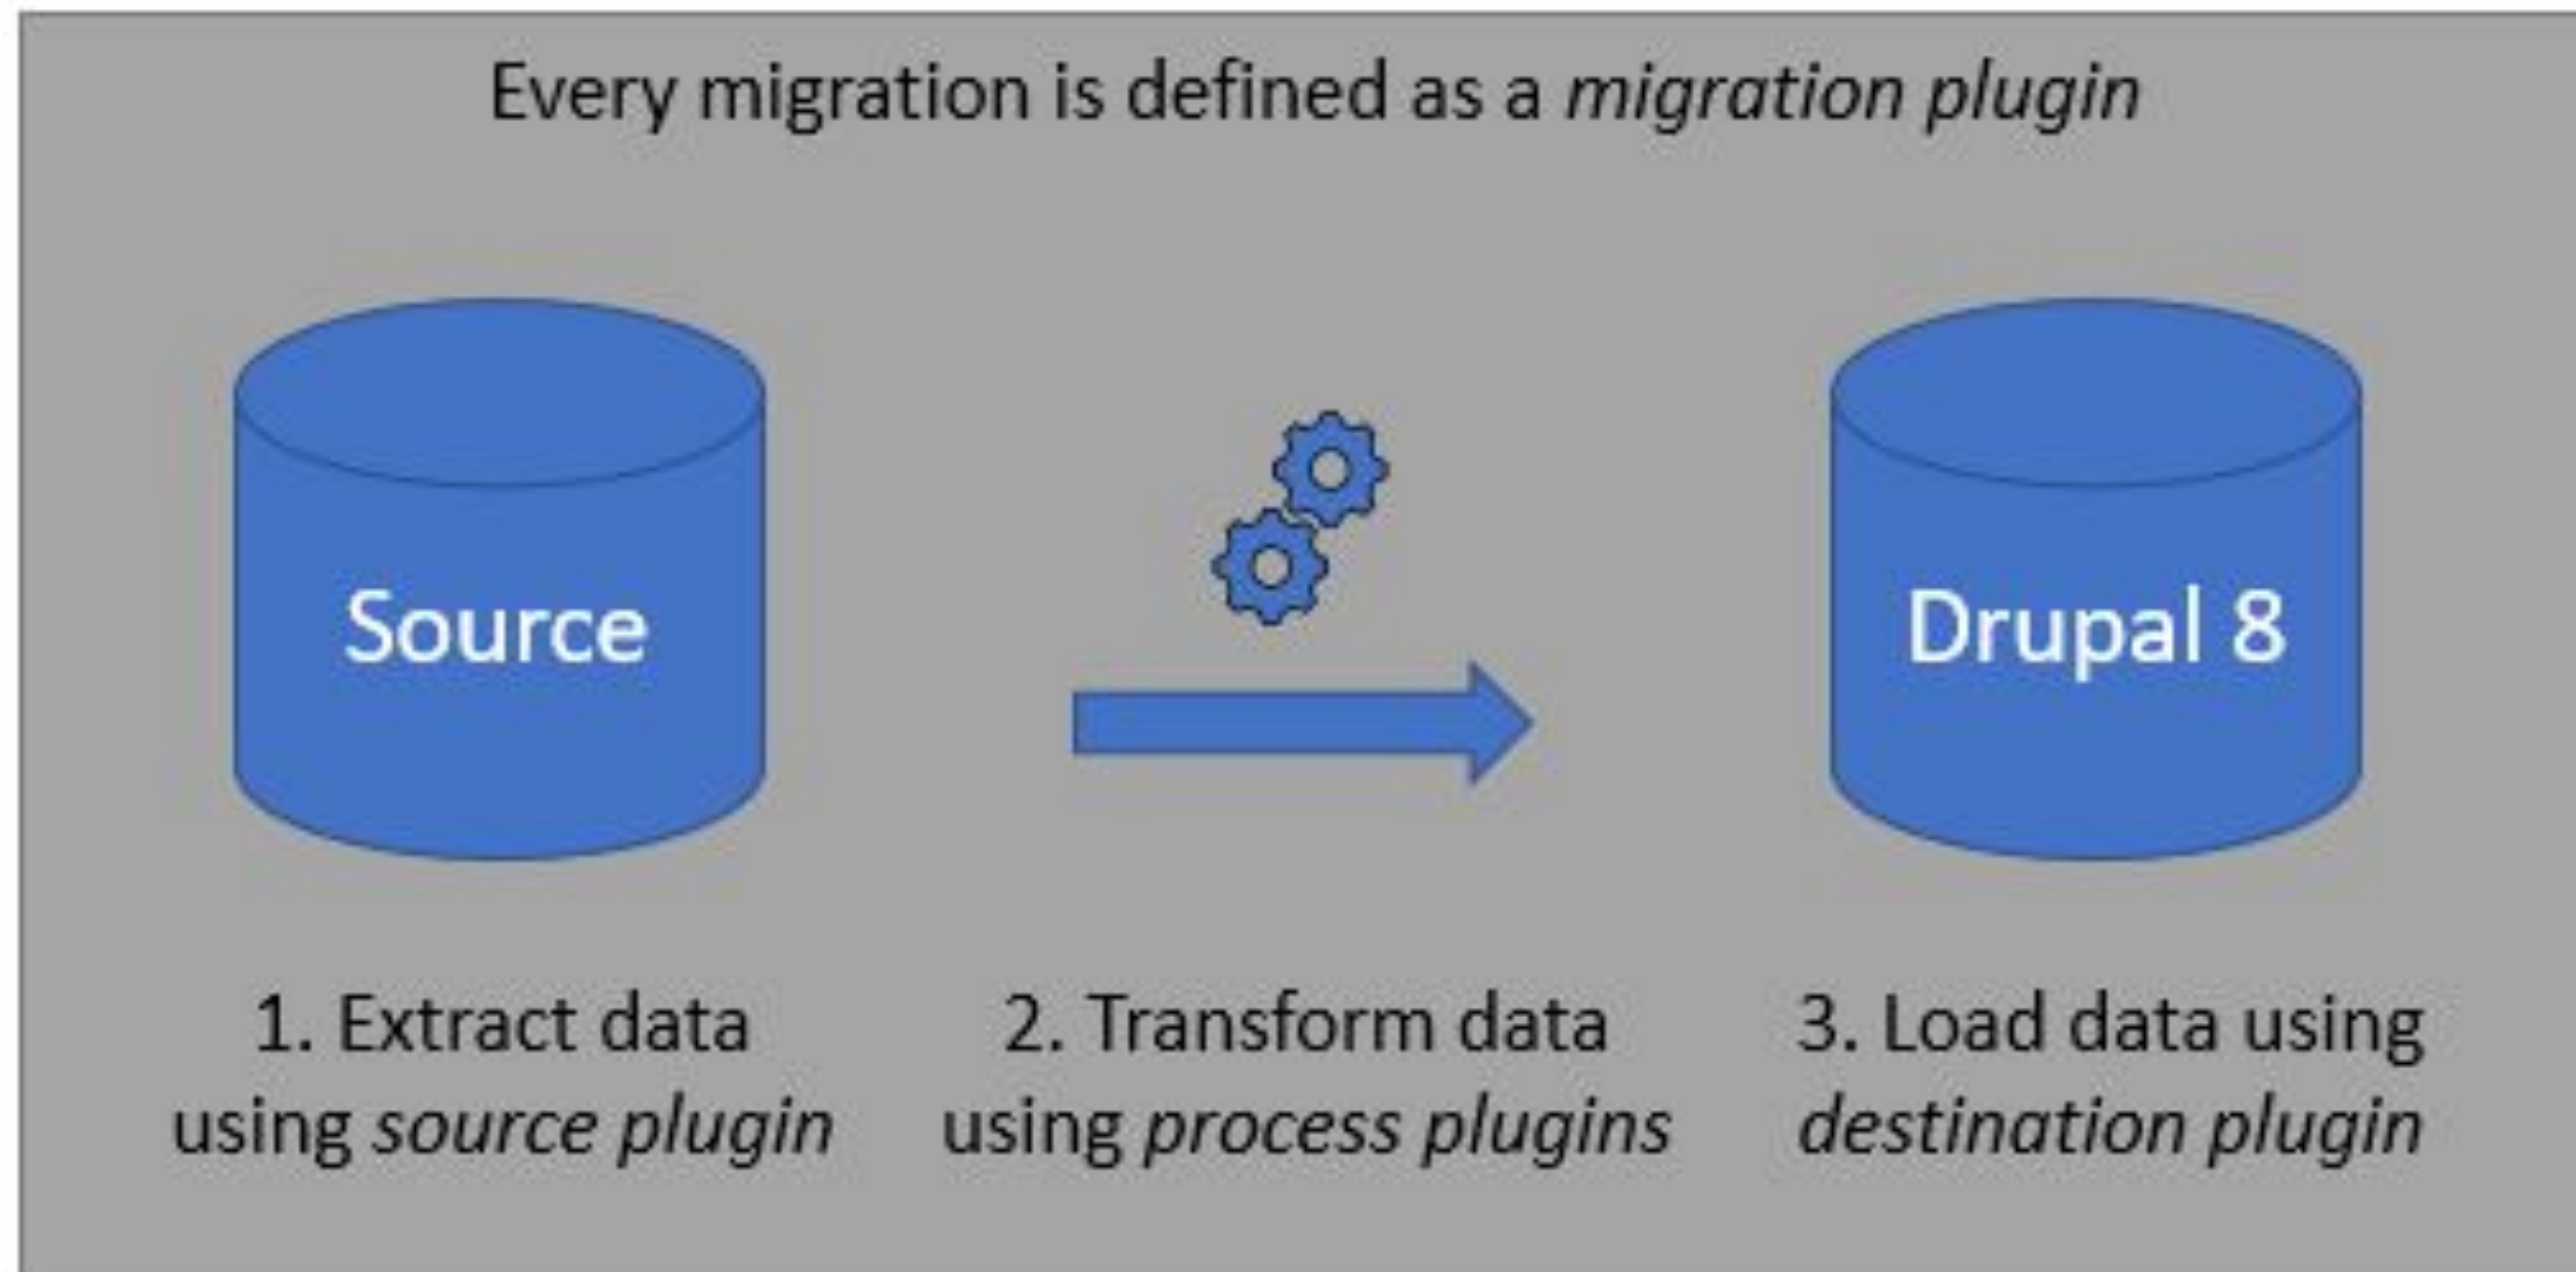 Every migration is defined as a migration plugin
Source
Drupal 8
1. Extract data
using source plugin
2. Transform data
using process plugins
3. Load data using
destination plugin